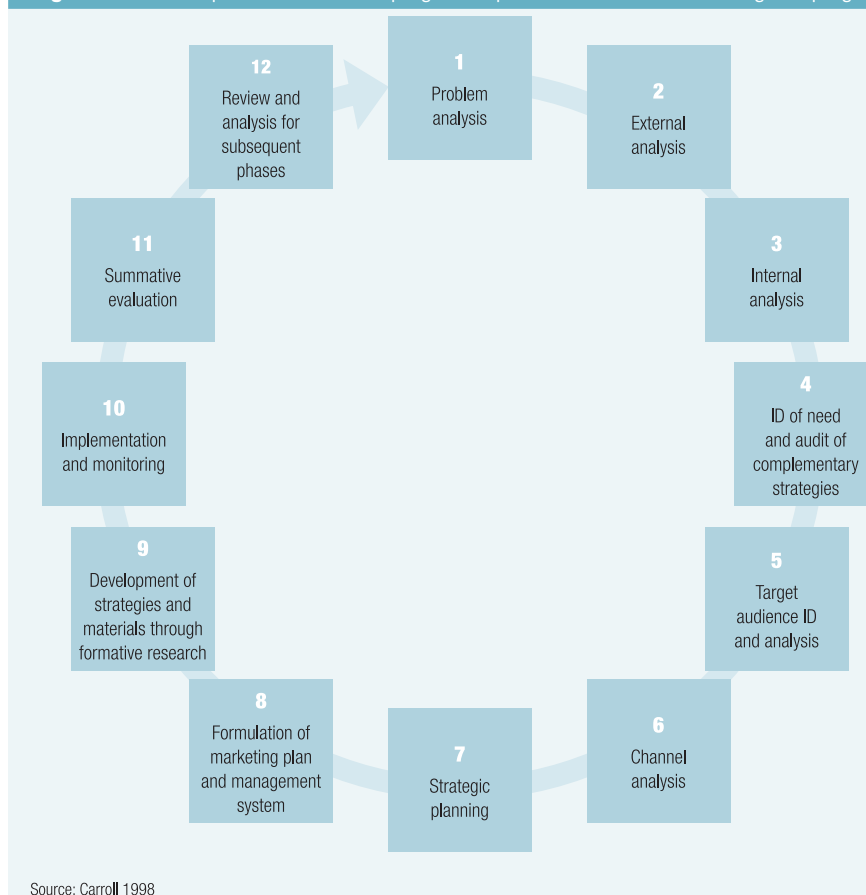 1
Problem
analysis
2
External
analysis
3
Internal
analysis
4
ID of need
and audit of
complementary
strategies
5
Target
audience ID
and analysis
6
Channel
analysis
7
Strategic
planning
8
Formulation of
marketing plan
and management
system
9
Development of
strategies and
materials through
formative research
10
Implementation
and monitoring
11
Summative
evaluation
12
Review and
analysis for
subsequent
phases
Source: Carroll 1998